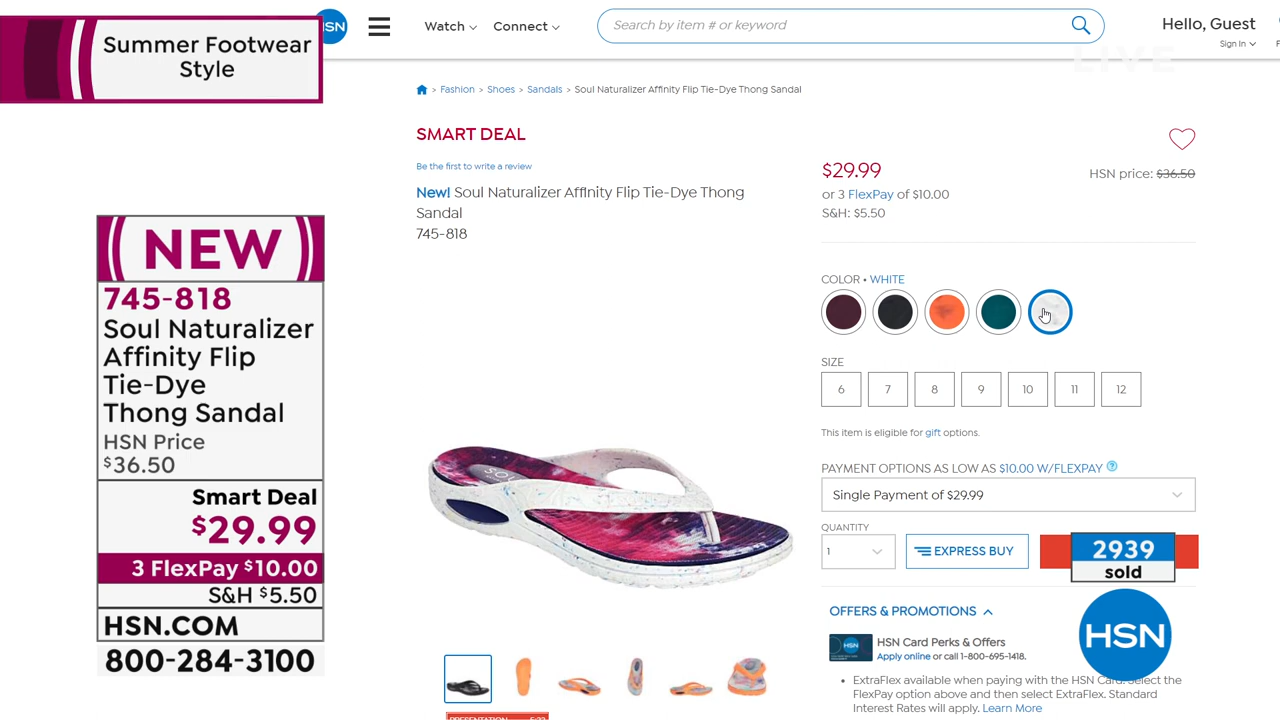 Summer Footwear
Style
HSN
Watch
Connect
Search by item # or keyword
Hello, Guest
Sign In
LIVE
Fashion > Shoes > Sandals > Soul Naturalizer Affinity Flip Tie-Dye Thong Sandal
SMART DEAL
Be the first to write a review
New! Soul Naturalizer Affinity Flip Tie-Dye Thong
Sandal
745-818
$29.99
HSN price: $36.50
or 3 FlexPay of $10.00
S&H: $5.50
COLOR • WHITE
SIZE
6
7
8
9
10
11
12
This item is eligible for gift options.
PAYMENT OPTIONS AS LOW AS $10.00 W/FLEXPAY
Single Payment of $29.99
QUANTITY
1
EXPRESS BUY
2939
sold
OFFERS & PROMOTIONS
HSN Card Perks & Offers
Apply online or call 1-800-695-1418.
HSN
ExtraFlex available when paying with the HSN Card. Select the
FlexPay option above and then select ExtraFlex. Standard
Interest Rates will apply. Learn More
NEW
745-818
Soul Naturalizer
Affinity Flip
Tie-Dye
Thong Sandal
HSN Price
$36.50
Smart Deal
$29.99
3 FlexPay $10.00
S&H $5.50
HSN.COM
800-284-3100